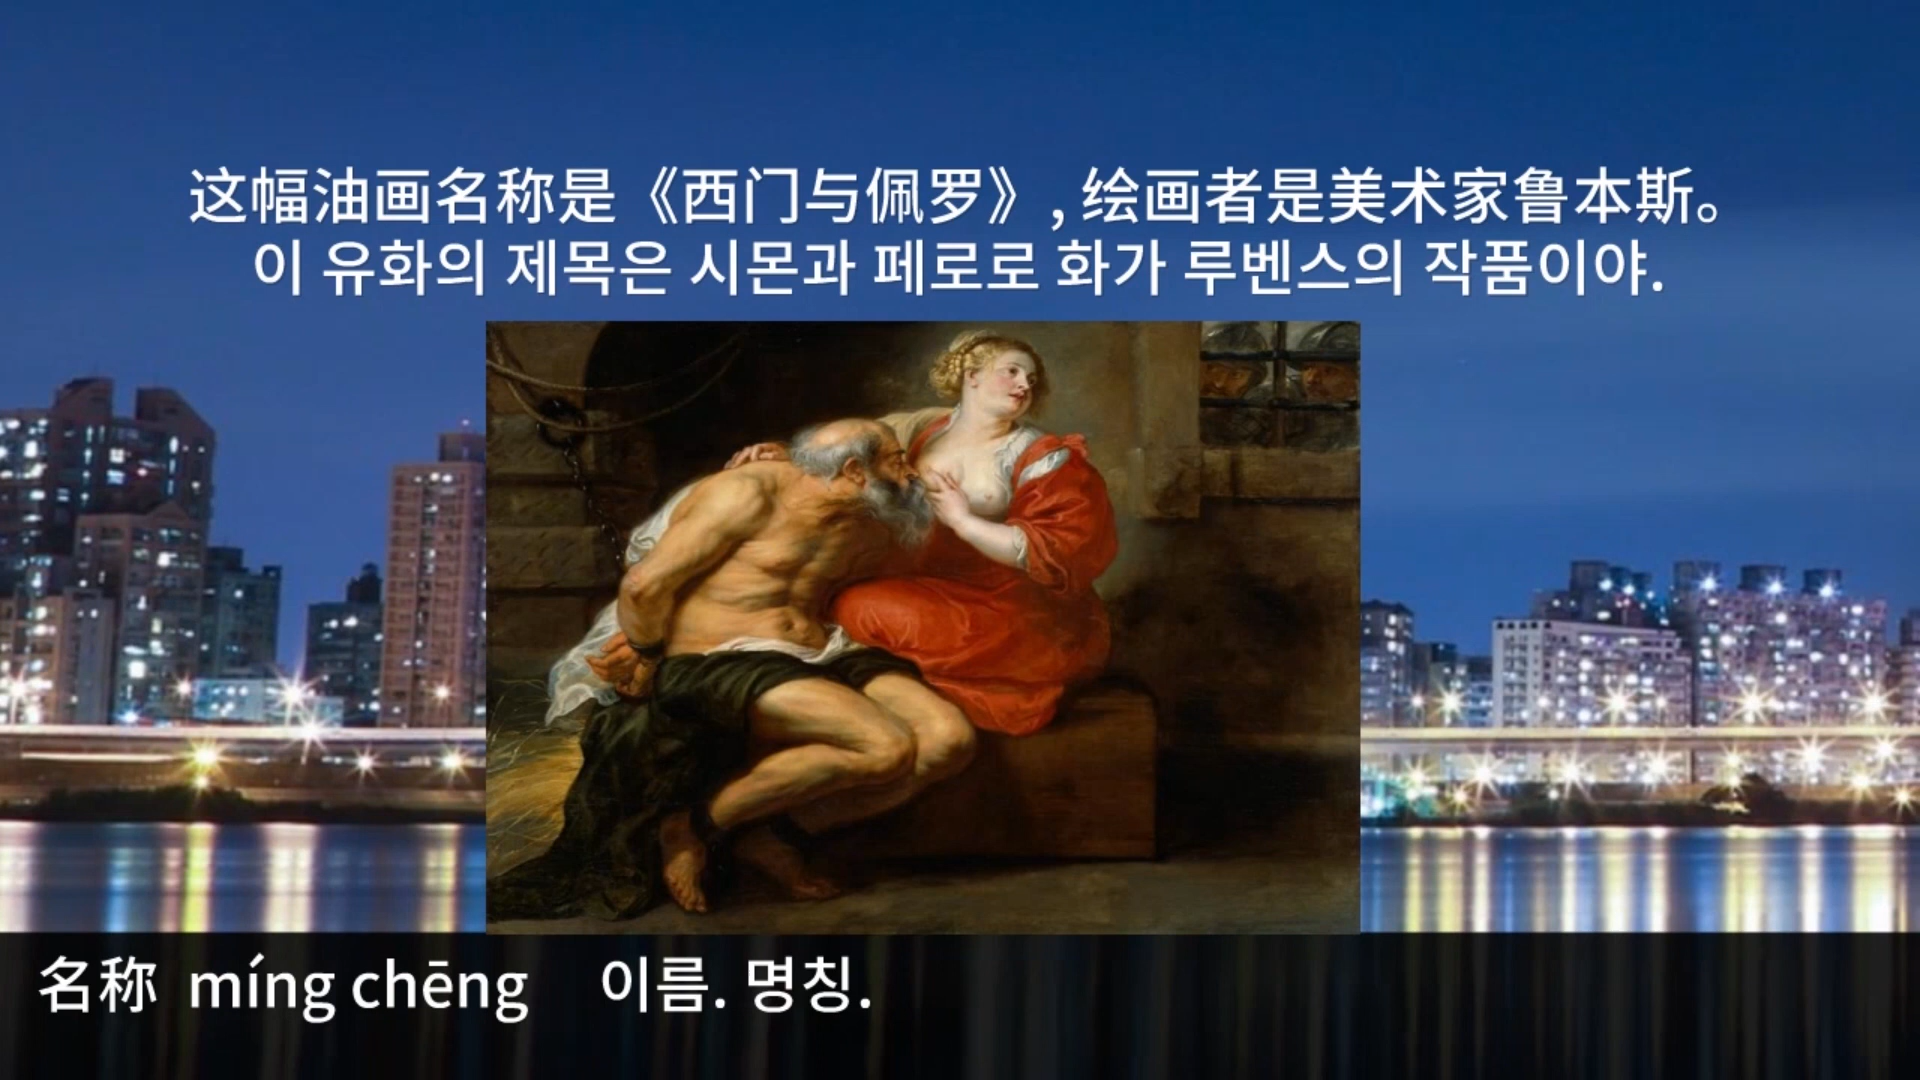 这幅油画名称是《西门与佩罗》, 绘画者是美术家鲁本斯。
이 유화의 제목은 시몬과 페로로 화가 루벤스의 작품이야.
名称 míng chēng 이름. 명칭.